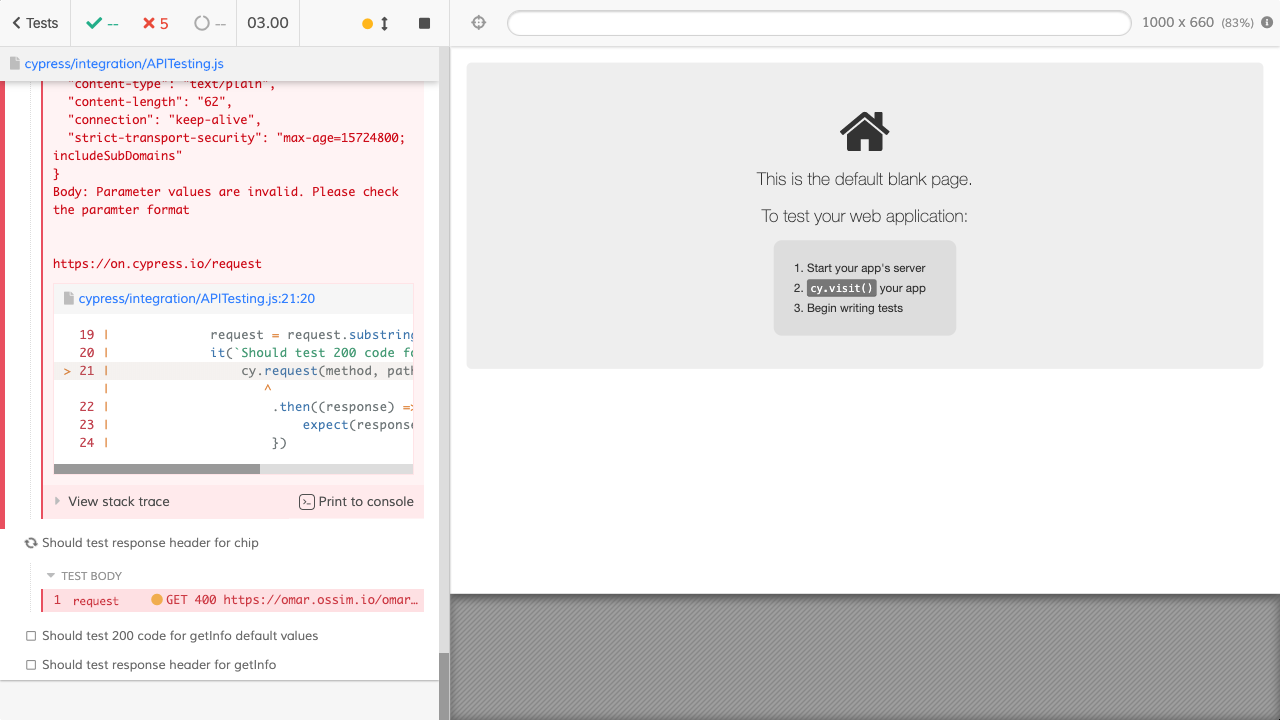 Tests
--
5
--
03.00
1000 x 660 (83%)
cypress/integration/APITesting.js
"content-type": "text/plain",
"content-length": "62",
"connection": "keep-alive",
"strict-transport-security": "max-age=15724800;
includeSubDomains"
}
Body: Parameter values are invalid. Please check
the paramter format
https://on.cypress.io/request
cypress/integration/APITesting.js:21:20
19 | request = request.substring
20 | it(`Should test 200 code fo
> 21 | cy.request(method, path
| ^
22 | .then((response) =>
23 | expect(response
24 | })
View stack trace
Print to console
Should test response header for chip
TEST BODY
1 request GET 400 https://omar.ossim.io/omar…
Should test 200 code for getInfo default values
Should test response header for getInfo
This is the default blank page.
To test your web application:
1. Start your app's server
2. cy.visit() your app
3. Begin writing tests